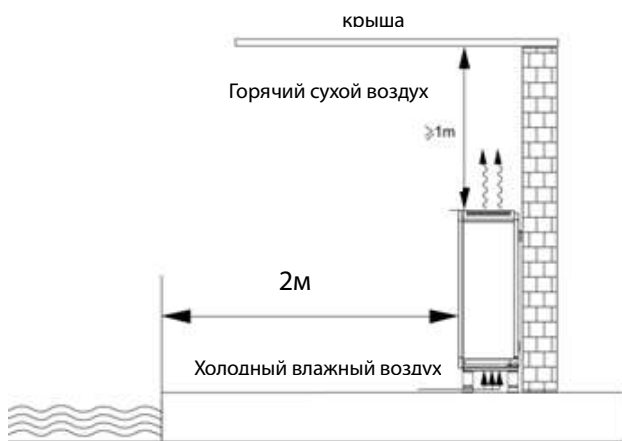 крыша
Горячий сухой воздух
⩾1m
2м
Холодный влажный воздух